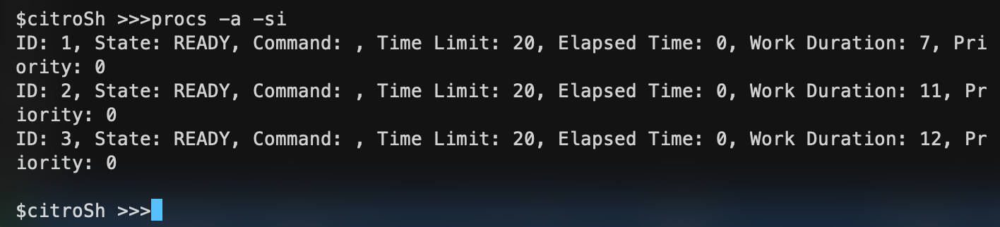 $citroSh >>>procs -a -si
ID: 1, State: READY, Command: , Time Limit: 20, Elapsed Time: 0, Work Duration: 7, Pri
ority: 0
ID: 2, State: READY, Command: , Time Limit: 20, Elapsed Time: 0, Work Duration: 11, Pr
iority: 0
ID: 3, State: READY, Command: , Time Limit: 20, Elapsed Time: 0, Work Duration: 12, Pr
iority: 0
$citroSh >>>